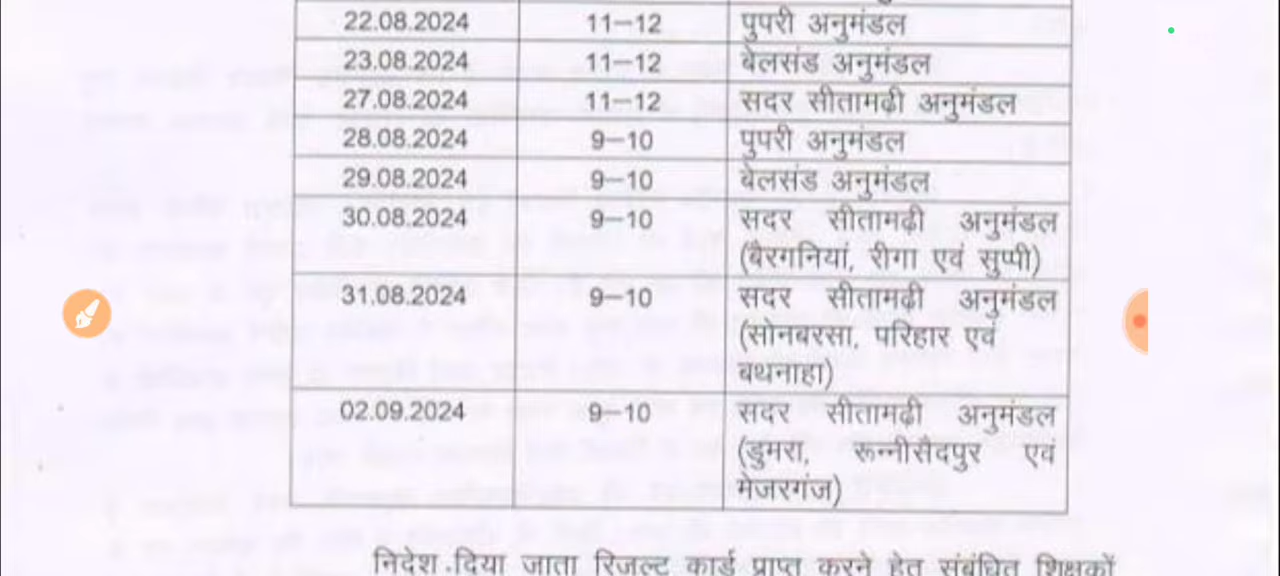 22.08.2024 11–12 पुपरी अनुमंडल
23.08.2024 11–12 बेलसंड अनुमंडल
27.08.2024 11–12 सदर सीतामढ़ी अनुमंडल
28.08.2024 9–10 पुपरी अनुमंडल
29.08.2024 9–10 बेलसंड अनुमंडल
30.08.2024 9–10 सदर सीतामढ़ी अनुमंडल
(बैरगनियां, रीगा एवं सुप्पी)
31.08.2024 9–10 सदर सीतामढ़ी अनुमंडल
(सोनबरसा, परिहार एवं
बथनाहा)
02.09.2024 9–10 सदर सीतामढ़ी अनुमंडल
(डुमरा, रून्नीसैदपुर एवं
मेजरगंज)
निदेश दिया जाता रिजल्ट कार्ड प्राप्त करने हेतु संबंधित शिक्षकों